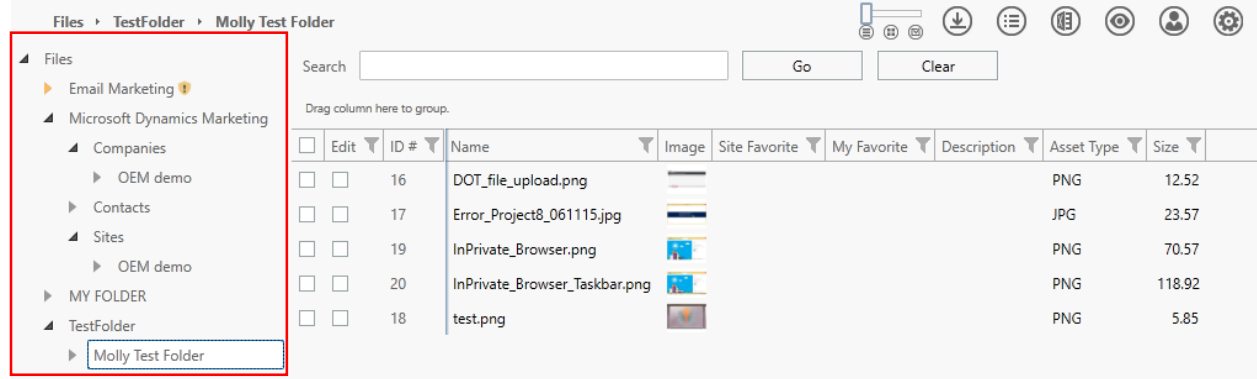 Files › TestFolder › Molly Test Folder
Files
Email Marketing
Microsoft Dynamics Marketing
Companies
OEM demo
Contacts
Sites
OEM demo
MY FOLDER
TestFolder
Molly Test Folder
Search Go Clear
Drag column here to group.
Edit ID # Name Image Site Favorite My Favorite Description Asset Type Size
16 DOT_file_upload.png PNG 12.52
17 Error_Project8_061115.jpg JPG 23.57
19 InPrivate_Browser.png PNG 70.57
20 InPrivate_Browser_Taskbar.png PNG 118.92
18 test.png PNG 5.85